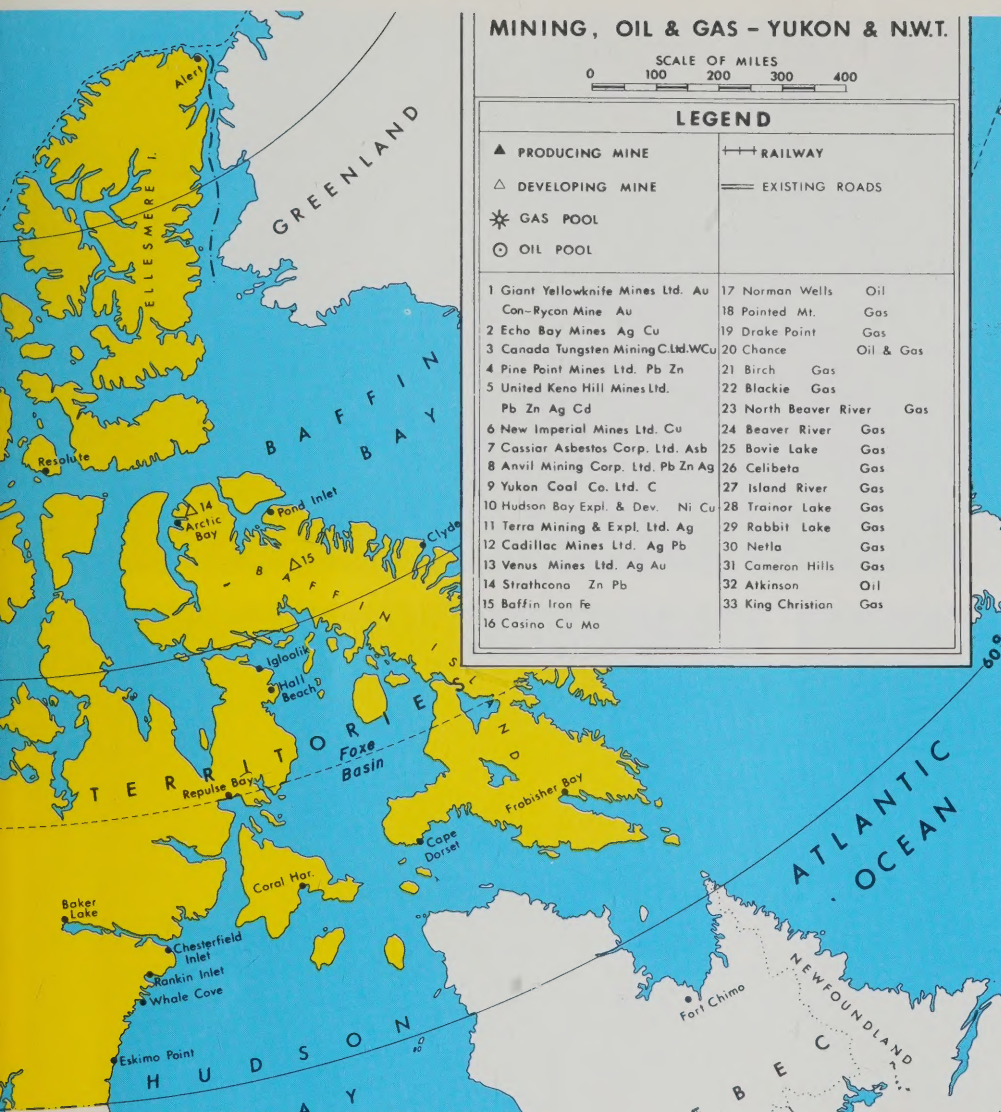 MINING, OIL & GAS – YUKON & N.W.T.
SCALE OF MILES
0 100 200 300 400
LEGEND
PRODUCING MINE
DEVELOPING MINE
GAS POOL
OIL POOL
RAILWAY
EXISTING ROADS
1 Giant Yellowknife Mines Ltd. Au
Con-Rycon Mine Au
2 Echo Bay Mines Ag Cu
3 Canada Tungsten Mining C.Ltd.WCu
4 Pine Point Mines Ltd. Pb Zn
5 United Keno Hill Mines Ltd.
Pb Zn Ag Cd
6 New Imperial Mines Ltd. Cu
7 Cassiar Asbestos Corp. Ltd. Asb
8 Anvil Mining Corp. Ltd. Pb Zn Ag
9 Yukon Coal Co. Ltd. C
10 Hudson Bay Expl. & Dev. Ni Cu
11 Terra Mining & Expl. Ltd. Ag
12 Cadillac Mines Ltd. Ag Pb
13 Venus Mines Ltd. Ag Au
14 Strathcona Zn Pb
15 Baffin Iron Fe
16 Casino Cu Mo
17 Norman Wells Oil
18 Pointed Mt. Gas
19 Drake Point Gas
20 Chance Oil & Gas
21 Birch Gas
22 Blackie Gas
23 North Beaver River Gas
24 Beaver River Gas
25 Bovie Lake Gas
26 Celibeta Gas
27 Island River Gas
28 Trainor Lake Gas
29 Rabbit Lake Gas
30 Netla Gas
31 Cameron Hills Gas
32 Atkinson Oil
33 King Christian Gas
Alert
ELLESMERE I.
GREENLAND
BAFFIN
BAY
Resolute
14
Arctic
Bay
Pond Inlet
Clyde
15
BAFFIN ISLAND
Igloolik
Hall
Beach
TERRITORIES
Foxe
Basin
Repulse Bay
Frobisher Bay
Cape
Dorset
Coral Har.
Baker
Lake
Chesterfield
Inlet
Rankin Inlet
Whale Cove
Eskimo Point
HUDSON
AY
60°
ATLANTIC
OCEAN
Fort Chimo
NEWFOUNDLAND
BEC